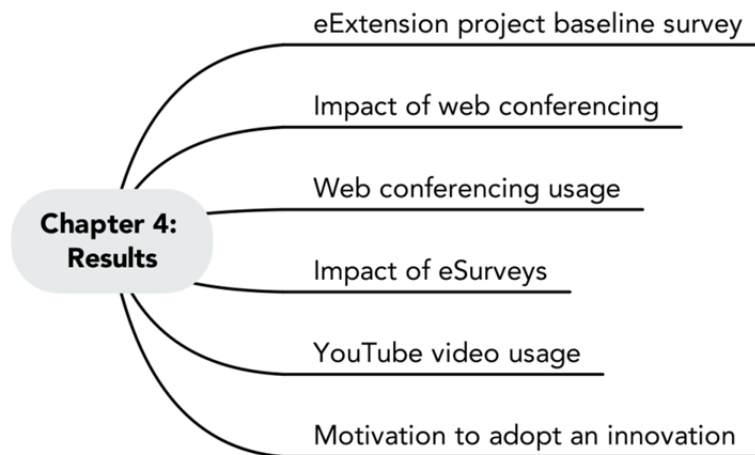 eExtension project baseline survey
Impact of web conferencing
Web conferencing usage
Chapter 4:
Results
Impact of eSurveys
YouTube video usage
Motivation to adopt an innovation